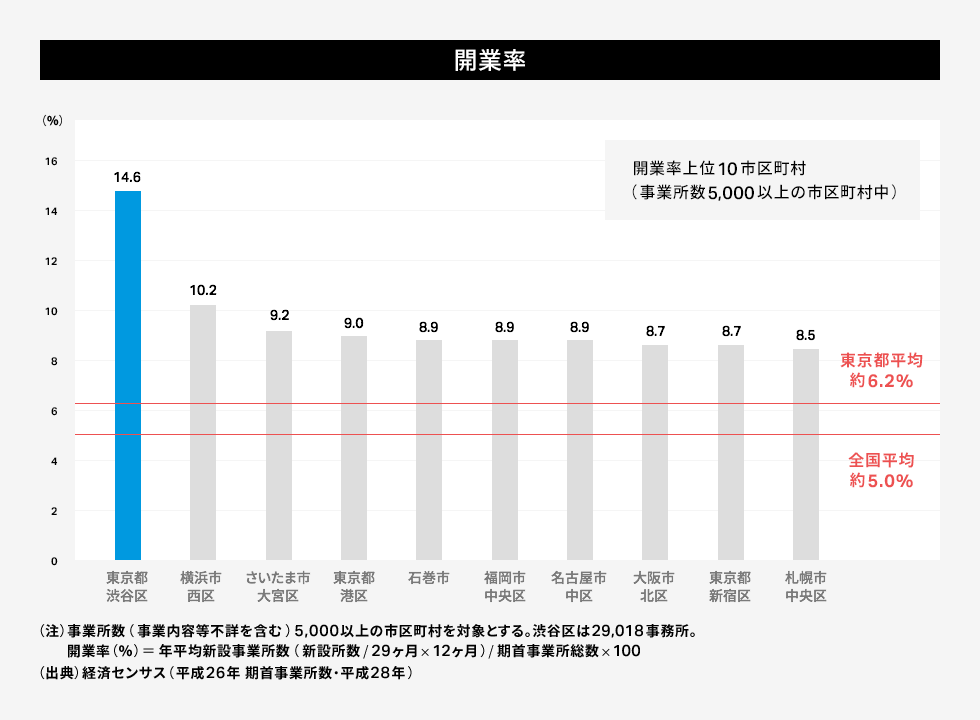 開業率
(%)
16
14
12
10
8
6
4
2
0
開業率上位10市区町村
（事業所数5,000以上の市区町村中）
14.6
10.2
9.2
9.0
8.9
8.9
8.9
8.7
8.7
8.5
東京都平均
約6.2%
全国平均
約5.0%
東京都
渋谷区
横浜市
西区
さいたま市
大宮区
東京都
港区
石巻市
福岡市
中央区
名古屋市
中区
大阪市
北区
東京都
新宿区
札幌市
中央区
（注）事業所数（事業内容等不詳を含む）5,000以上の市区町村を対象とする。渋谷区は29,018事務所。
開業率（%）＝年平均新設事業所数（新設所数/29ヶ月×12ヶ月）/期首事業所総数×100
（出典）経済センサス（平成26年 期首事業所数・平成28年）